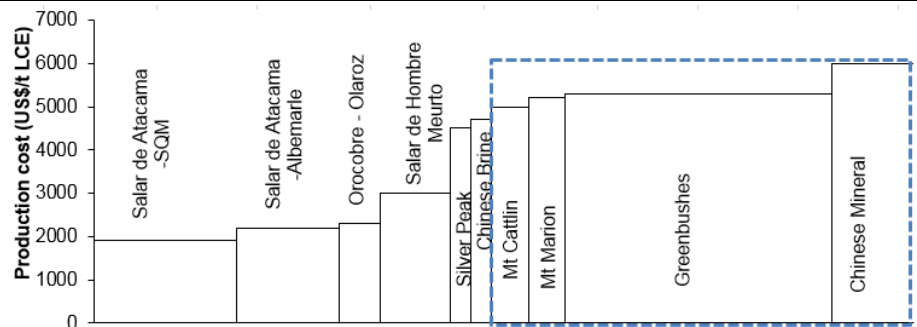 Production cost (US$/t LCE)
7000
6000
5000
4000
3000
2000
1000
0
Salar de Atacama
-SQM
Salar de Atacama
-Albemarle
Orocobre - Olaroz
Salar de Hombre
Meurto
Silver Peak
Chinese Brine
Mt Cattlin
Mt Marion
Greenbushes
Chinese Mineral